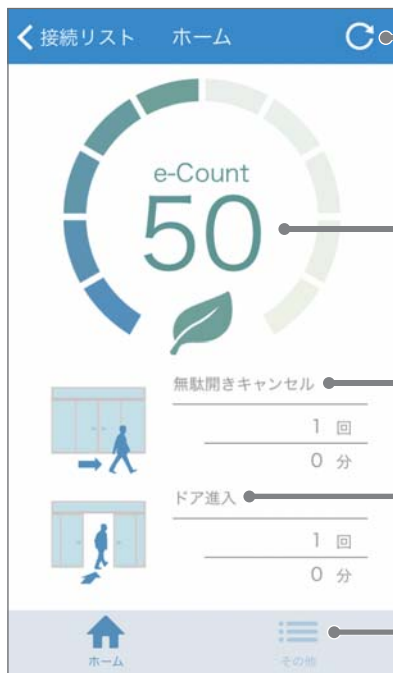 接続リスト ホーム
e-Count
50
無駄開きキャンセル
1 回
0 分
ドア進入
1 回
0 分
ホーム その他